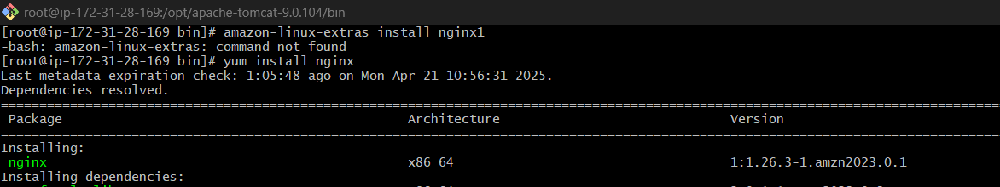 root@ip-172-31-28-169:/opt/apache-tomcat-9.0.104/bin
[root@ip-172-31-28-169 bin]# amazon-linux-extras install nginx1
-bash: amazon-linux-extras: command not found
[root@ip-172-31-28-169 bin]# yum install nginx
Last metadata expiration check: 1:05:48 ago on Mon Apr 21 10:56:31 2025.
Dependencies resolved.
Package Architecture Version
Installing:
nginx x86_64 1:1.26.3-1.amzn2023.0.1
Installing dependencies: